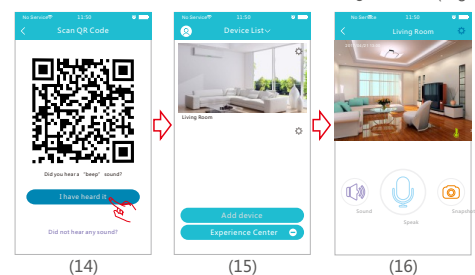 No Service 11:50
Scan QR Code
Did you hear a "beep" sound?
I have heard it
Did not hear any sound?
(14)
No Service 11:50
Device List
Living Room
Add device
Experience Center
(15)
No Service 11:50
Living Room
Sound
Speak
Snapshot
(16)